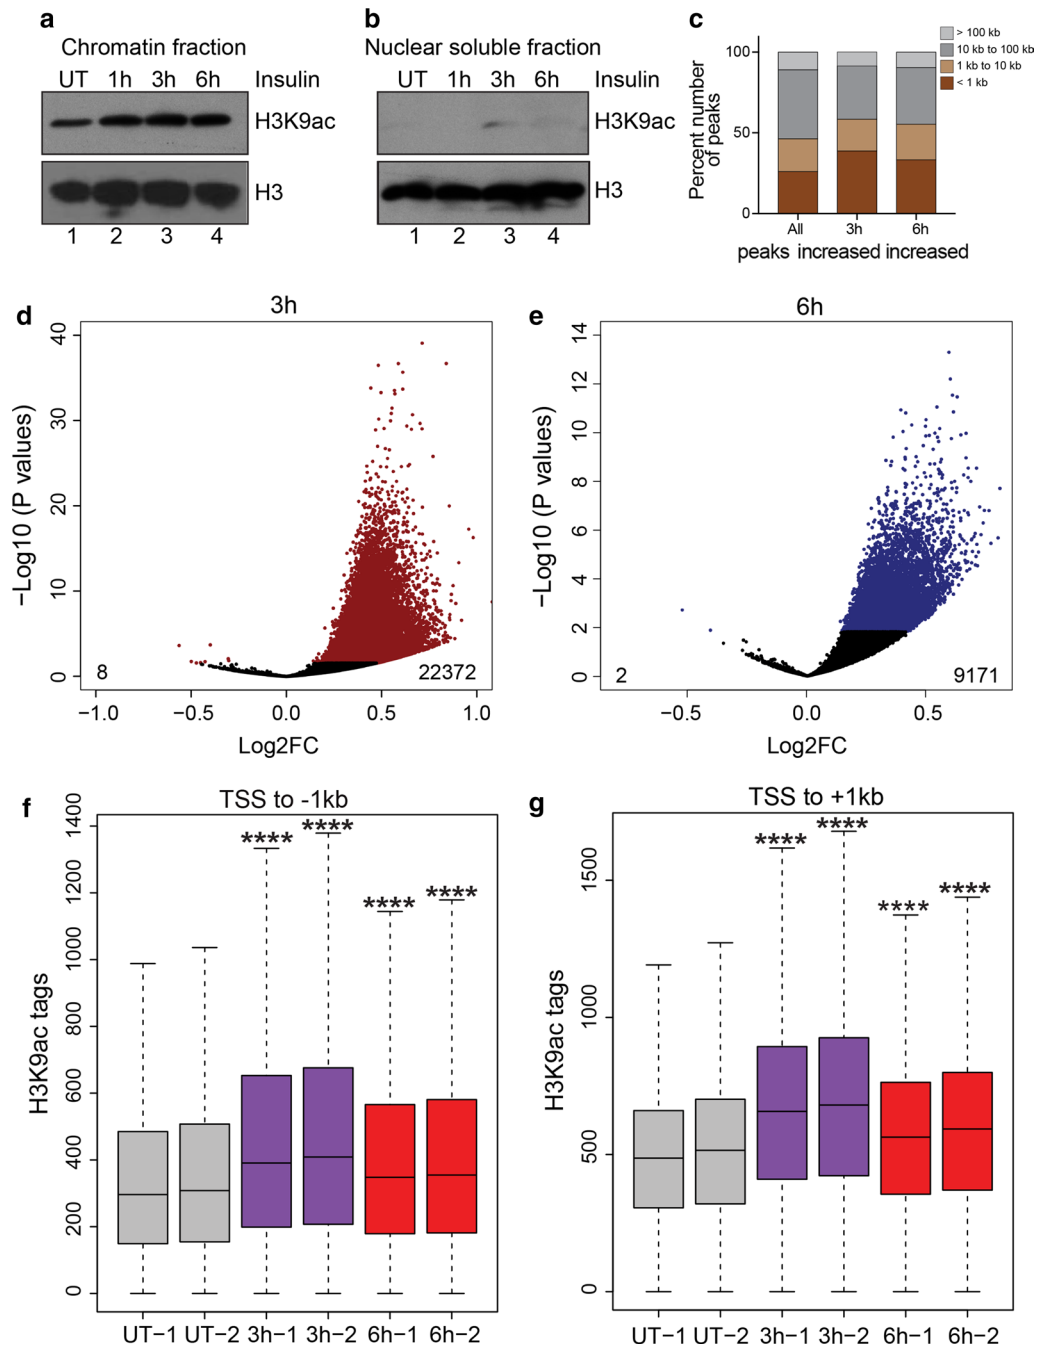 a
Chromatin fraction
UT 1h 3h 6h Insulin
H3K9ac
H3
1 2 3 4
b
Nuclear soluble fraction
UT 1h 3h 6h Insulin
H3K9ac
H3
1 2 3 4
c
> 100 kb
10 kb to 100 kb
1 kb to 10 kb
< 1 kb
Percent number
of peaks
100
50
0
All 3h 6h
peaks increased increased
d
3h
−Log10 (P values)
40
30
20
10
0
8
22372
−1.0 −0.5 0.0 0.5 1.0
Log2FC
e
6h
−Log10 (P values)
14
12
10
8
6
4
2
0
2
9171
−0.5 0.0 0.5
Log2FC
f
TSS to -1kb
H3K9ac tags
1400
1200
1000
800
600
400
200
0
**** **** **** ****
UT−1 UT−2 3h−1 3h−2 6h−1 6h−2
g
TSS to +1kb
H3K9ac tags
1500
1000
500
0
**** **** **** ****
UT−1 UT−2 3h−1 3h−2 6h−1 6h−2